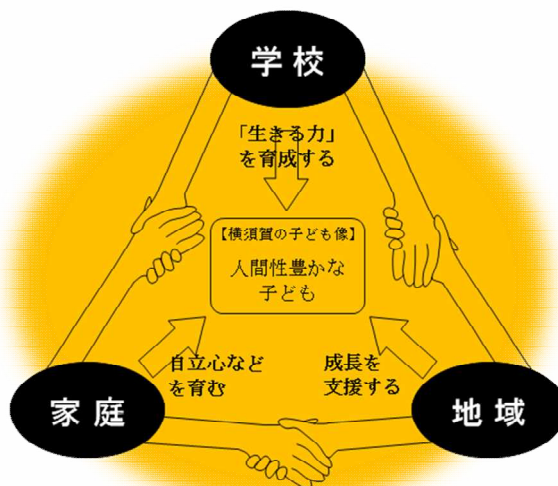 学校
「生きる力」
を育成する
【横須賀の子ども像】
人間性豊かな
子ども
自立心など
を育む
成長を
支援する
家庭
地域